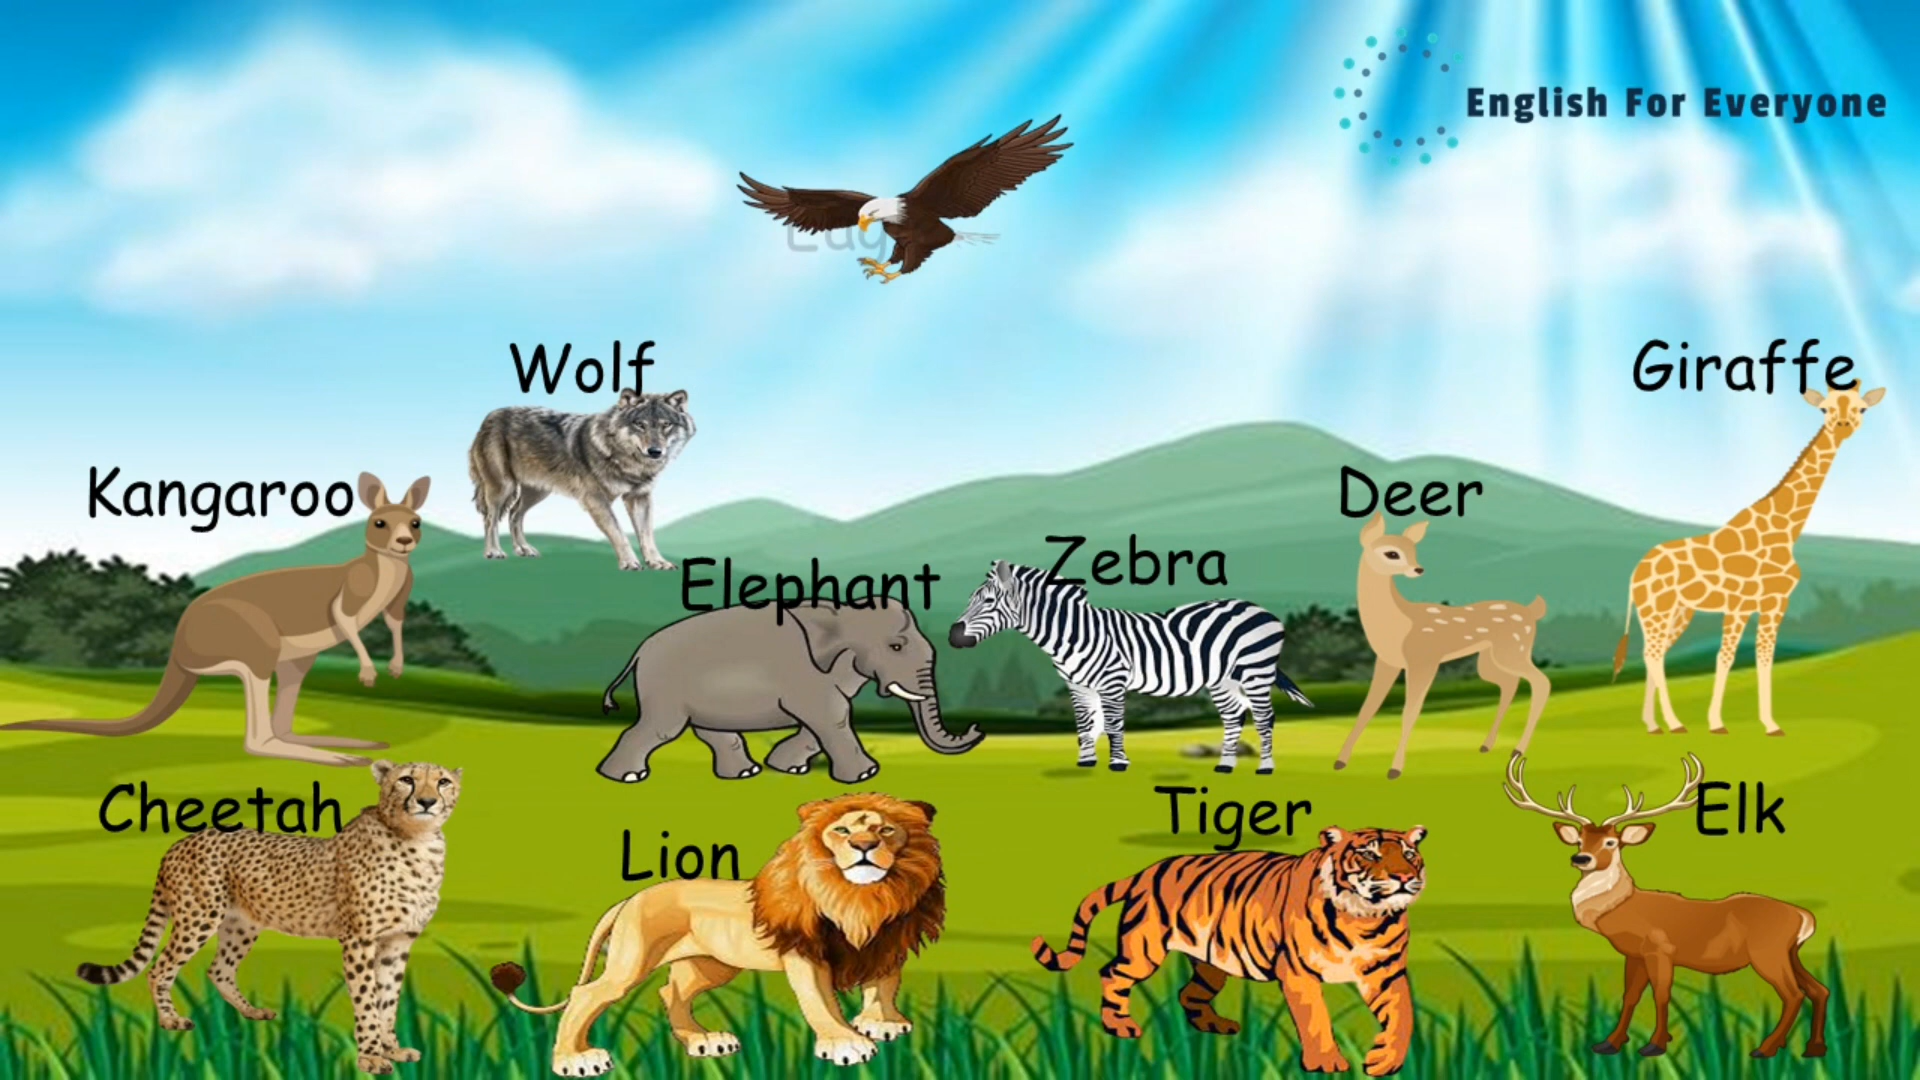 English For Everyone
Wolf
Giraffe
Kangaroo
Deer
Elephant
Zebra
Cheetah
Lion
Tiger
Elk